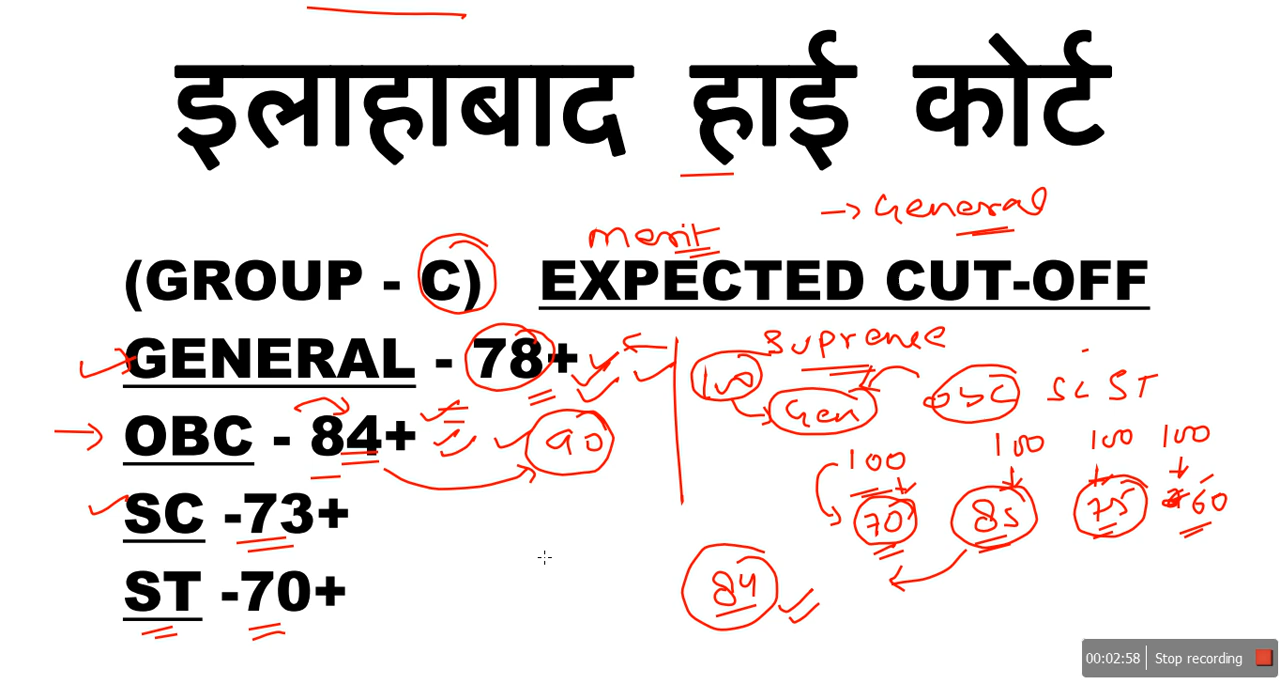 इलाहाबाद हाई कोर्ट
→ General
merit
(GROUP - C) EXPECTED CUT-OFF
GENERAL - 78+
Supreme
100 Gen OBC SC ST
OBC - 84+ 90
100 100 100 100
SC -73+
70 85 75 60
ST -70+
84
00:02:58 Stop recording